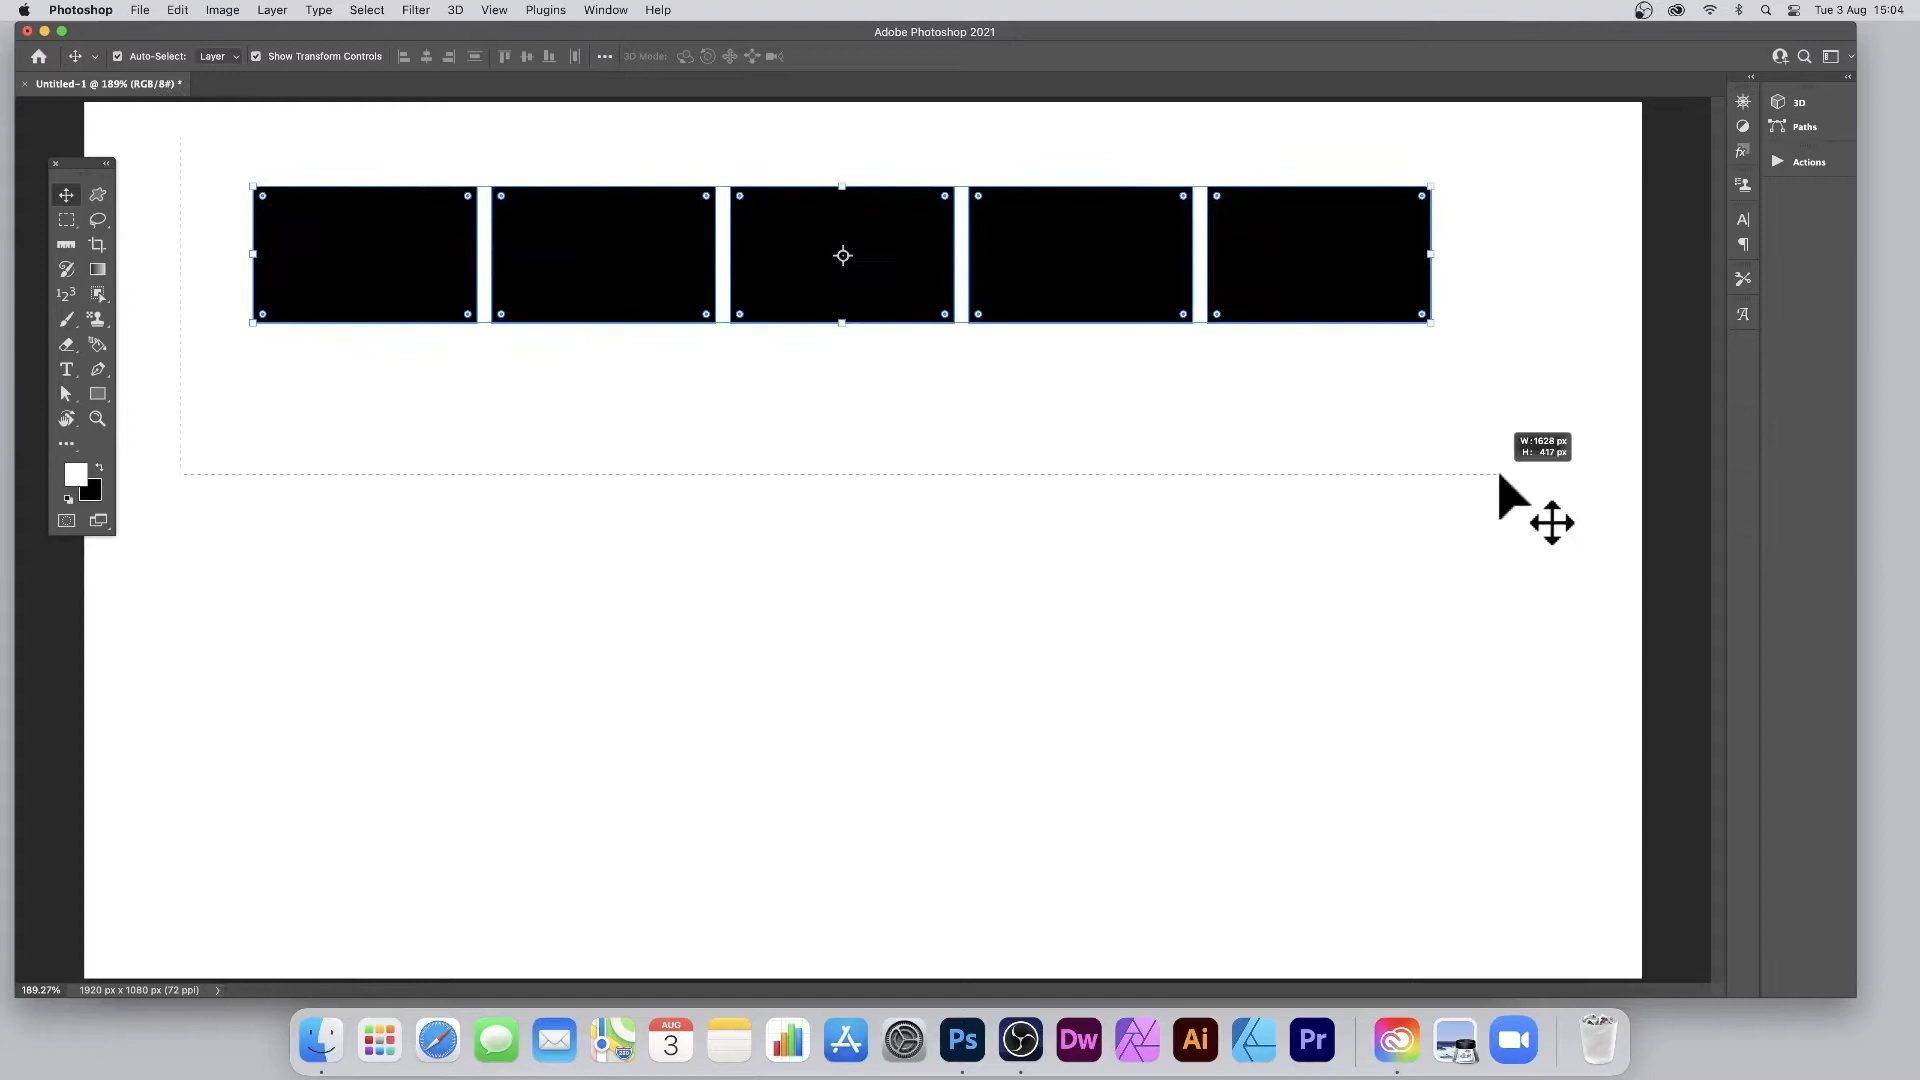 Photoshop File Edit Image Layer Type Select Filter 3D View Plugins Window Help Tue 3 Aug 15:04
Adobe Photoshop 2021
Auto-Select: Layer Show Transform Controls 3D Mode:
Untitled-1 @ 189% (RGB/8#) *
3D
Paths
Actions
W: 1628 px
H: 417 px
189.27% 1920 px x 1080 px (72 ppi)
AUG
3
Ps
Dw
Ai
Pr